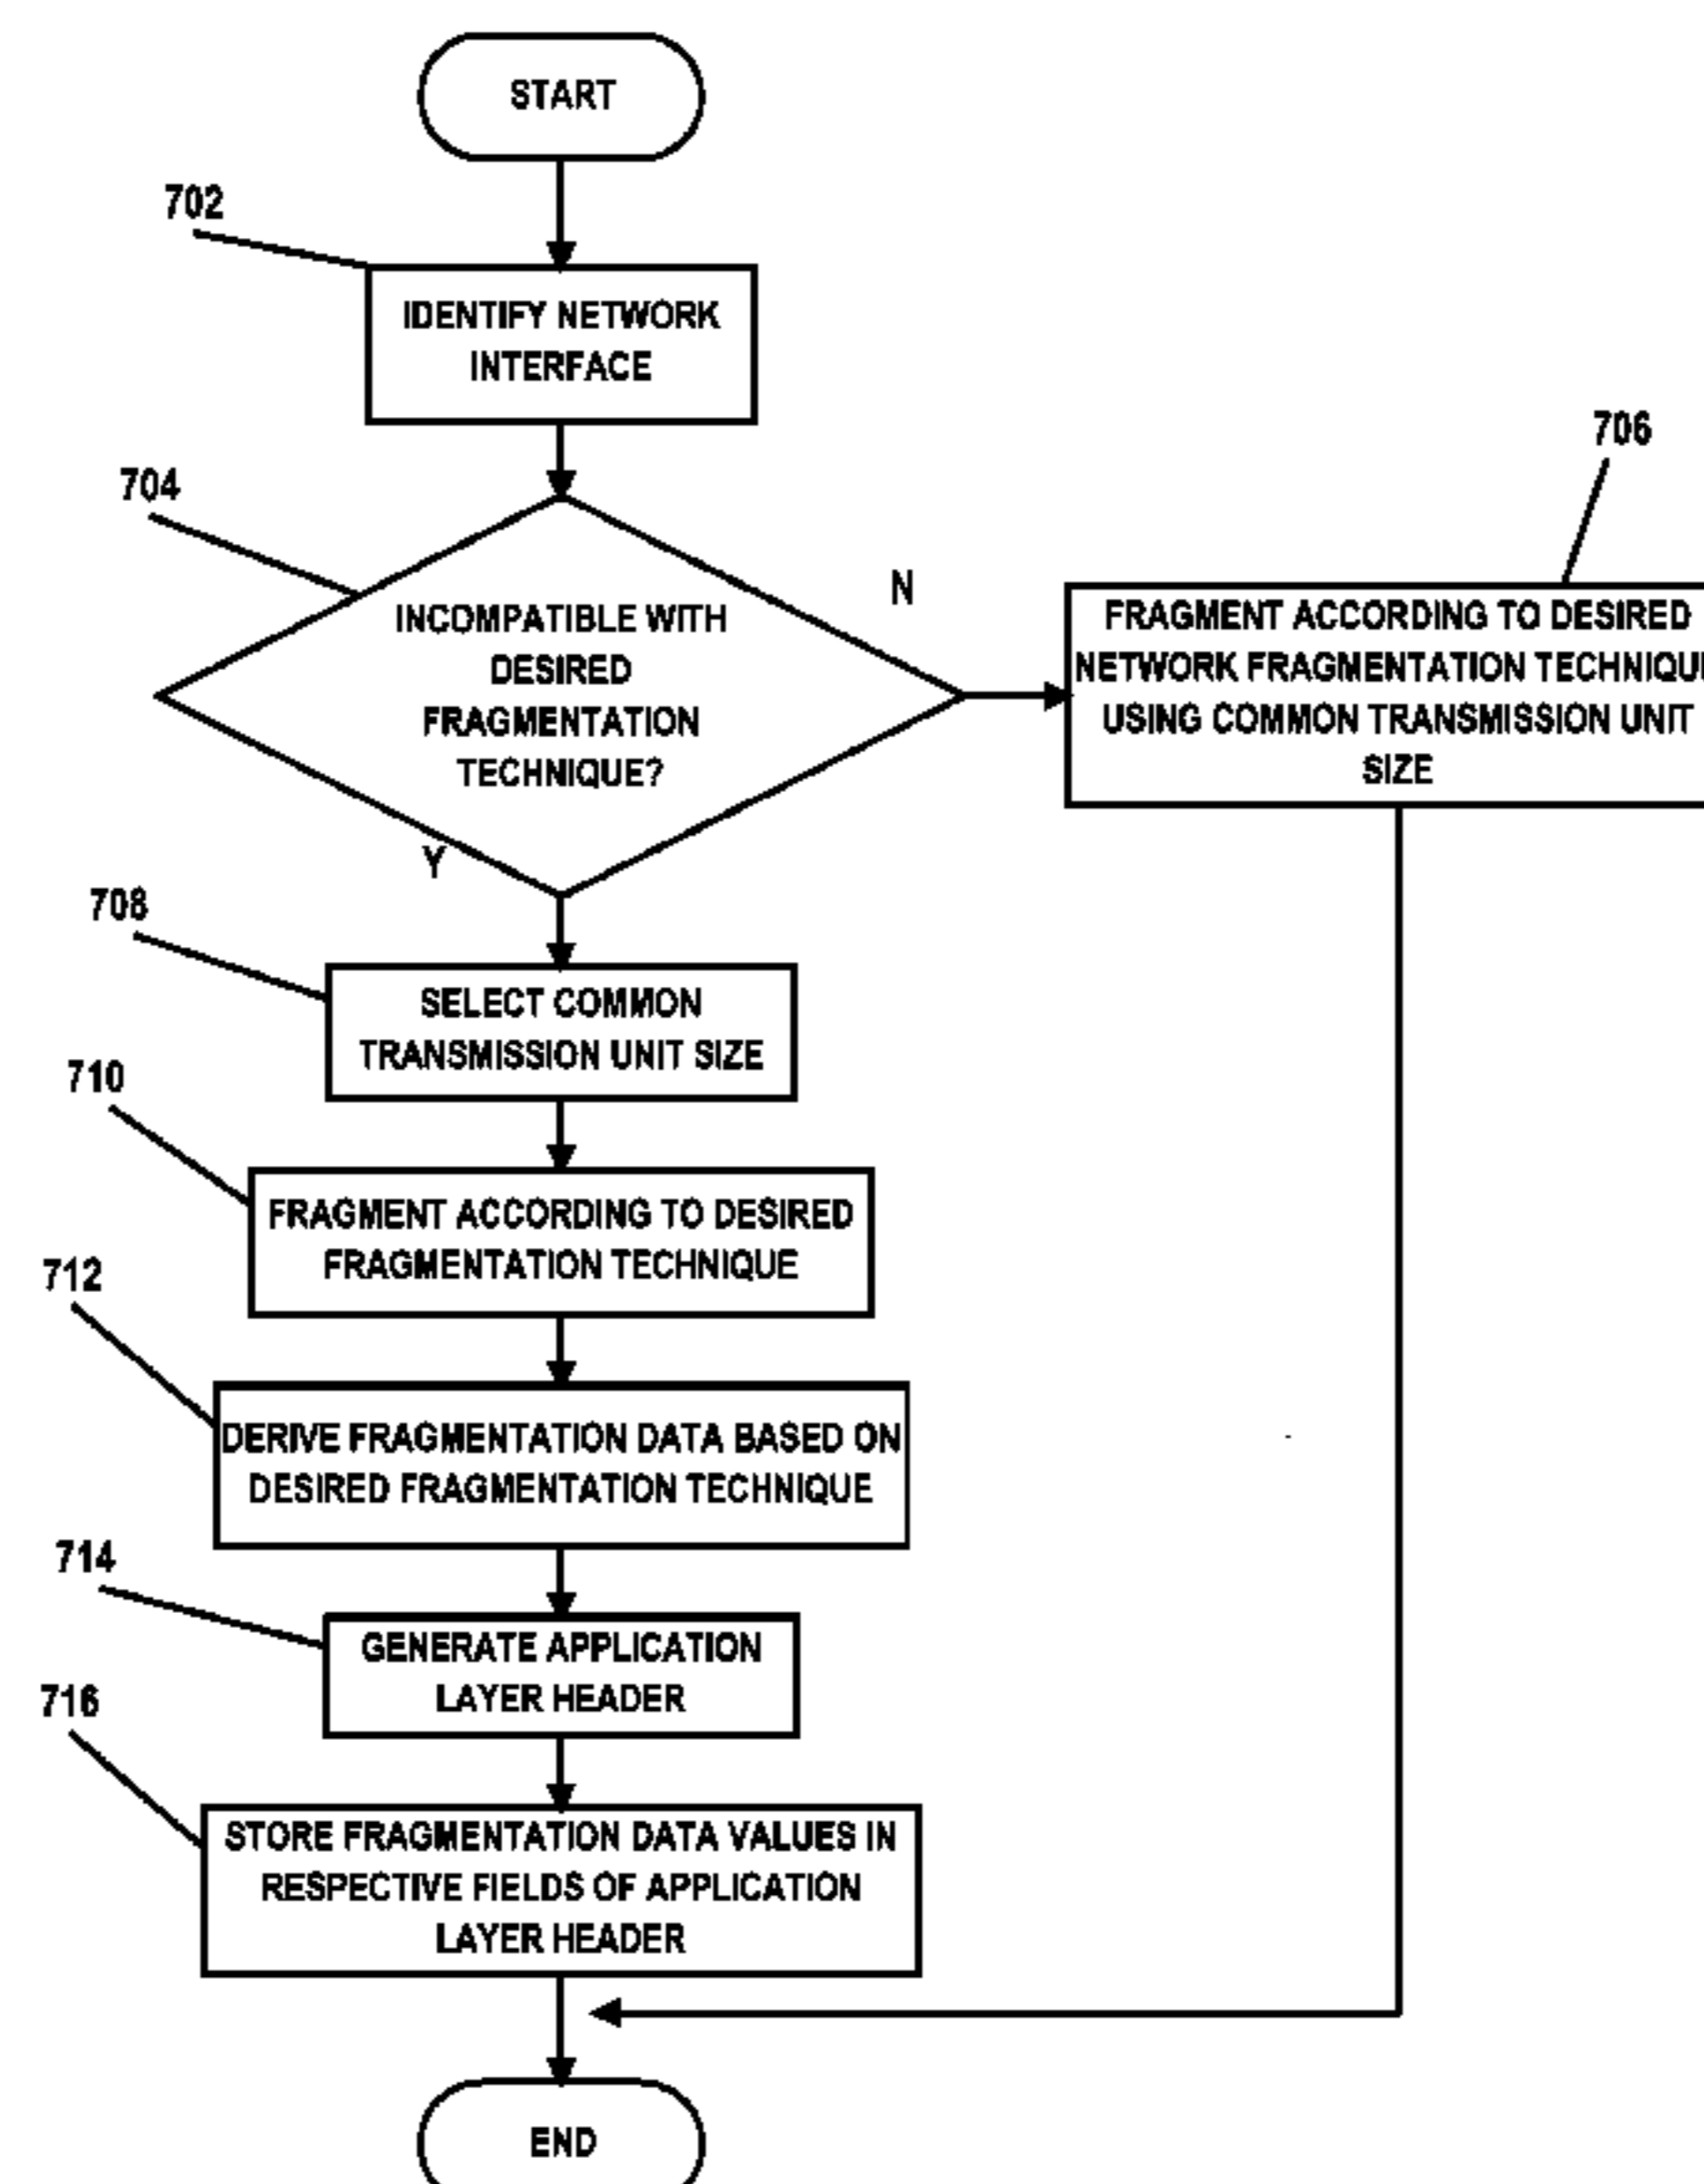 START
702
IDENTIFY NETWORK
INTERFACE
704
INCOMPATIBLE WITH
DESIRED
FRAGMENTATION
TECHNIQUE?
N
706
FRAGMENT ACCORDING TO DESIRED
NETWORK FRAGMENTATION TECHNIQUE
USING COMMON TRANSMISSION UNIT
SIZE
Y
708
SELECT COMMON
TRANSMISSION UNIT SIZE
710
FRAGMENT ACCORDING TO DESIRED
FRAGMENTATION TECHNIQUE
712
DERIVE FRAGMENTATION DATA BASED ON
DESIRED FRAGMENTATION TECHNIQUE
714
GENERATE APPLICATION
LAYER HEADER
716
STORE FRAGMENTATION DATA VALUES IN
RESPECTIVE FIELDS OF APPLICATION
LAYER HEADER
END